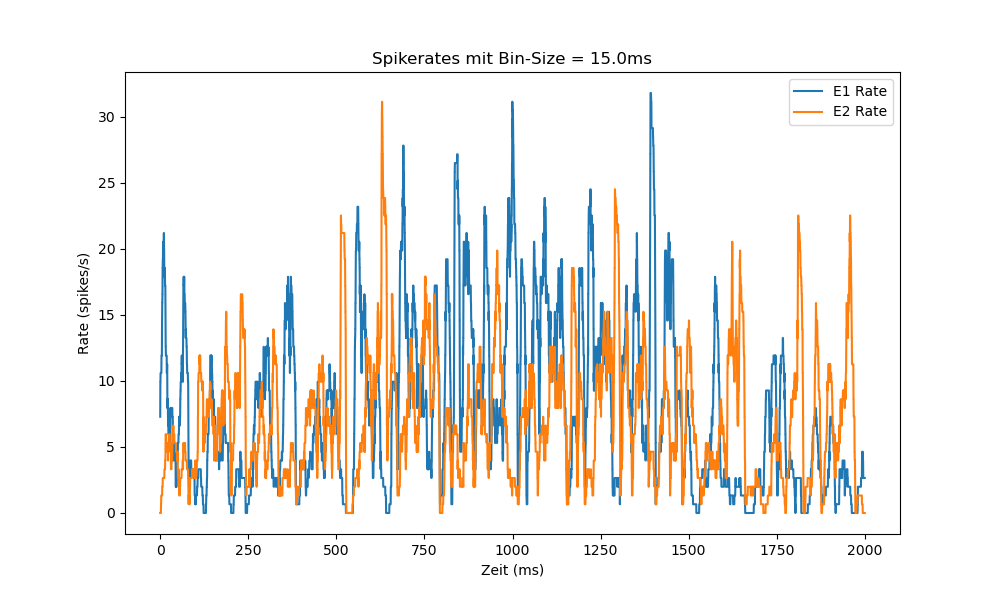 Spikerates mit Bin-Size = 15.0ms
E1 Rate
E2 Rate
Rate (spikes/s)
30
25
20
15
10
5
0
0 250 500 750 1000 1250 1500 1750 2000
Zeit (ms)